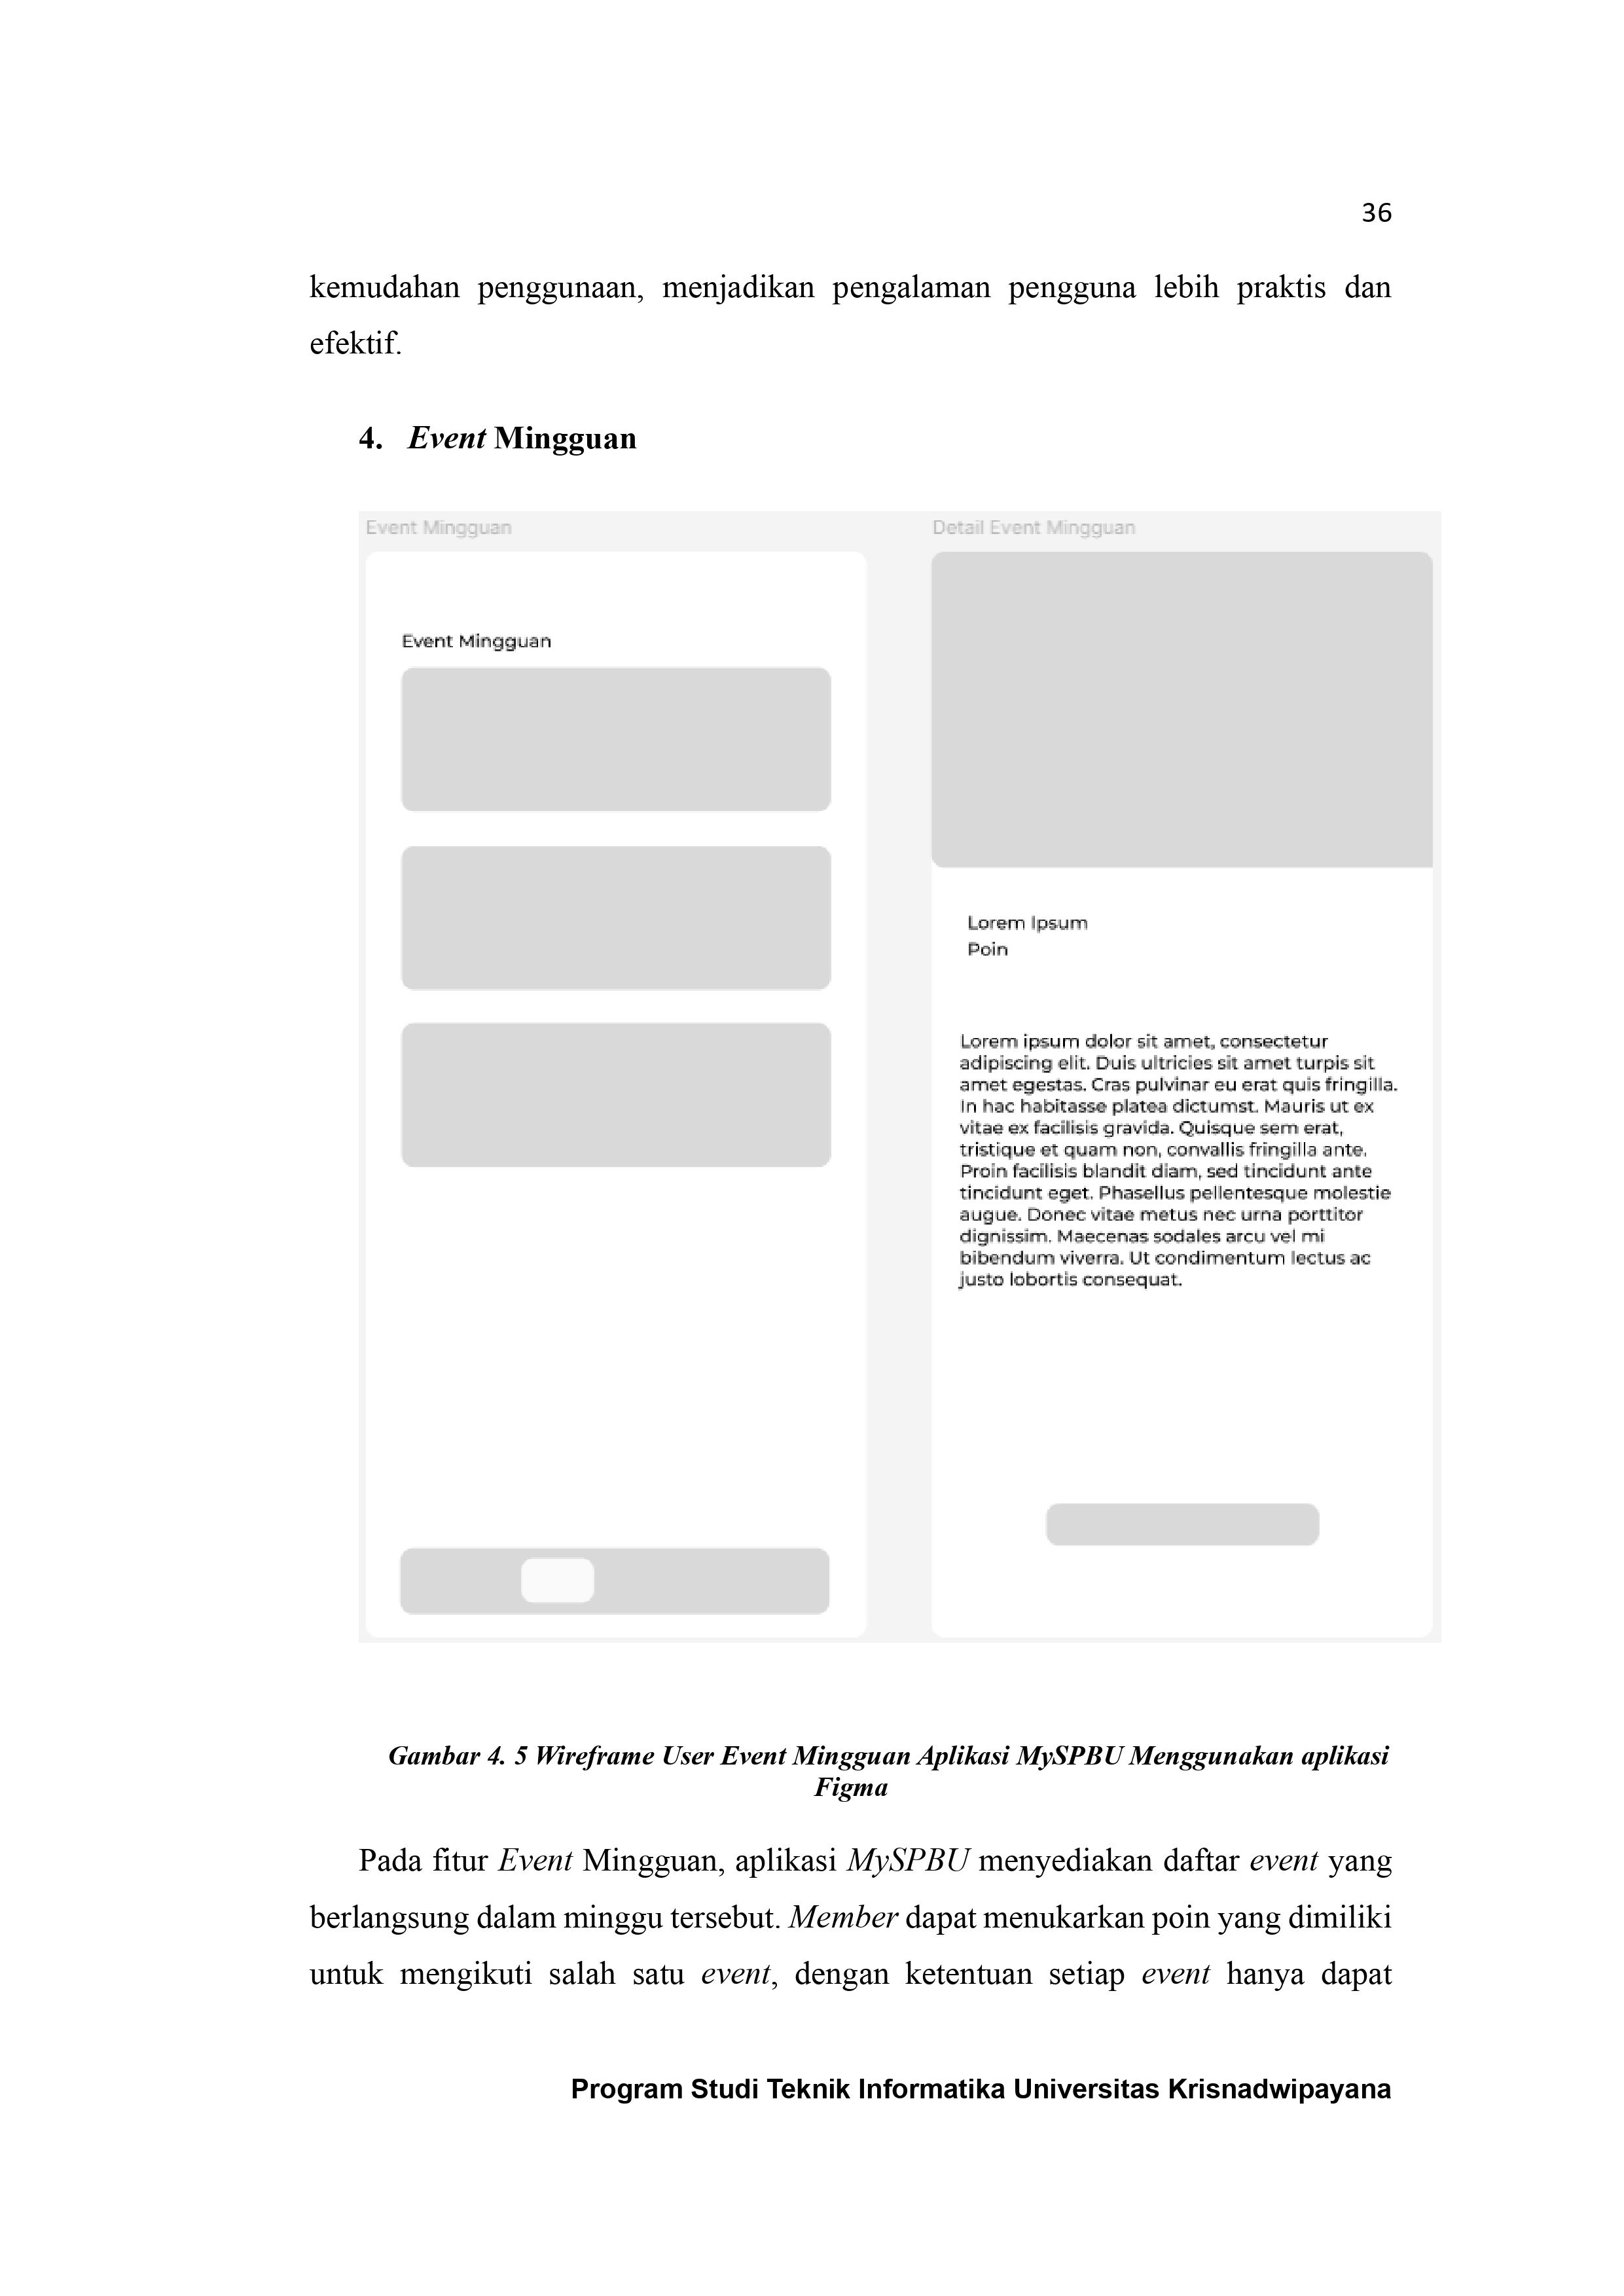 36
kemudahan penggunaan, menjadikan pengalaman pengguna lebih praktis dan
efektif.
4. Event Mingguan
Event Mingguan
Event Mingguan
Detail Event Mingguan
Lorem Ipsum
Poin
Lorem ipsum dolor sit amet, consectetur
adipiscing elit. Duis ultricies sit amet turpis sit
amet egestas. Cras pulvinar eu erat quis fringilla.
In hac habitasse platea dictumst. Mauris ut ex
vitae ex facilisis gravida. Quisque sem erat,
tristique et quam non, convallis fringilla ante.
Proin facilisis blandit diam, sed tincidunt ante
tincidunt eget. Phasellus pellentesque molestie
augue. Donec vitae metus nec urna porttitor
dignissim. Maecenas sodales arcu vel mi
bibendum viverra. Ut condimentum lectus ac
justo lobortis consequat.
Gambar 4. 5 Wireframe User Event Mingguan Aplikasi MySPBU Menggunakan aplikasi
Figma
Pada fitur Event Mingguan, aplikasi MySPBU menyediakan daftar event yang
berlangsung dalam minggu tersebut. Member dapat menukarkan poin yang dimiliki
untuk mengikuti salah satu event, dengan ketentuan setiap event hanya dapat
Program Studi Teknik Informatika Universitas Krisnadwipayana